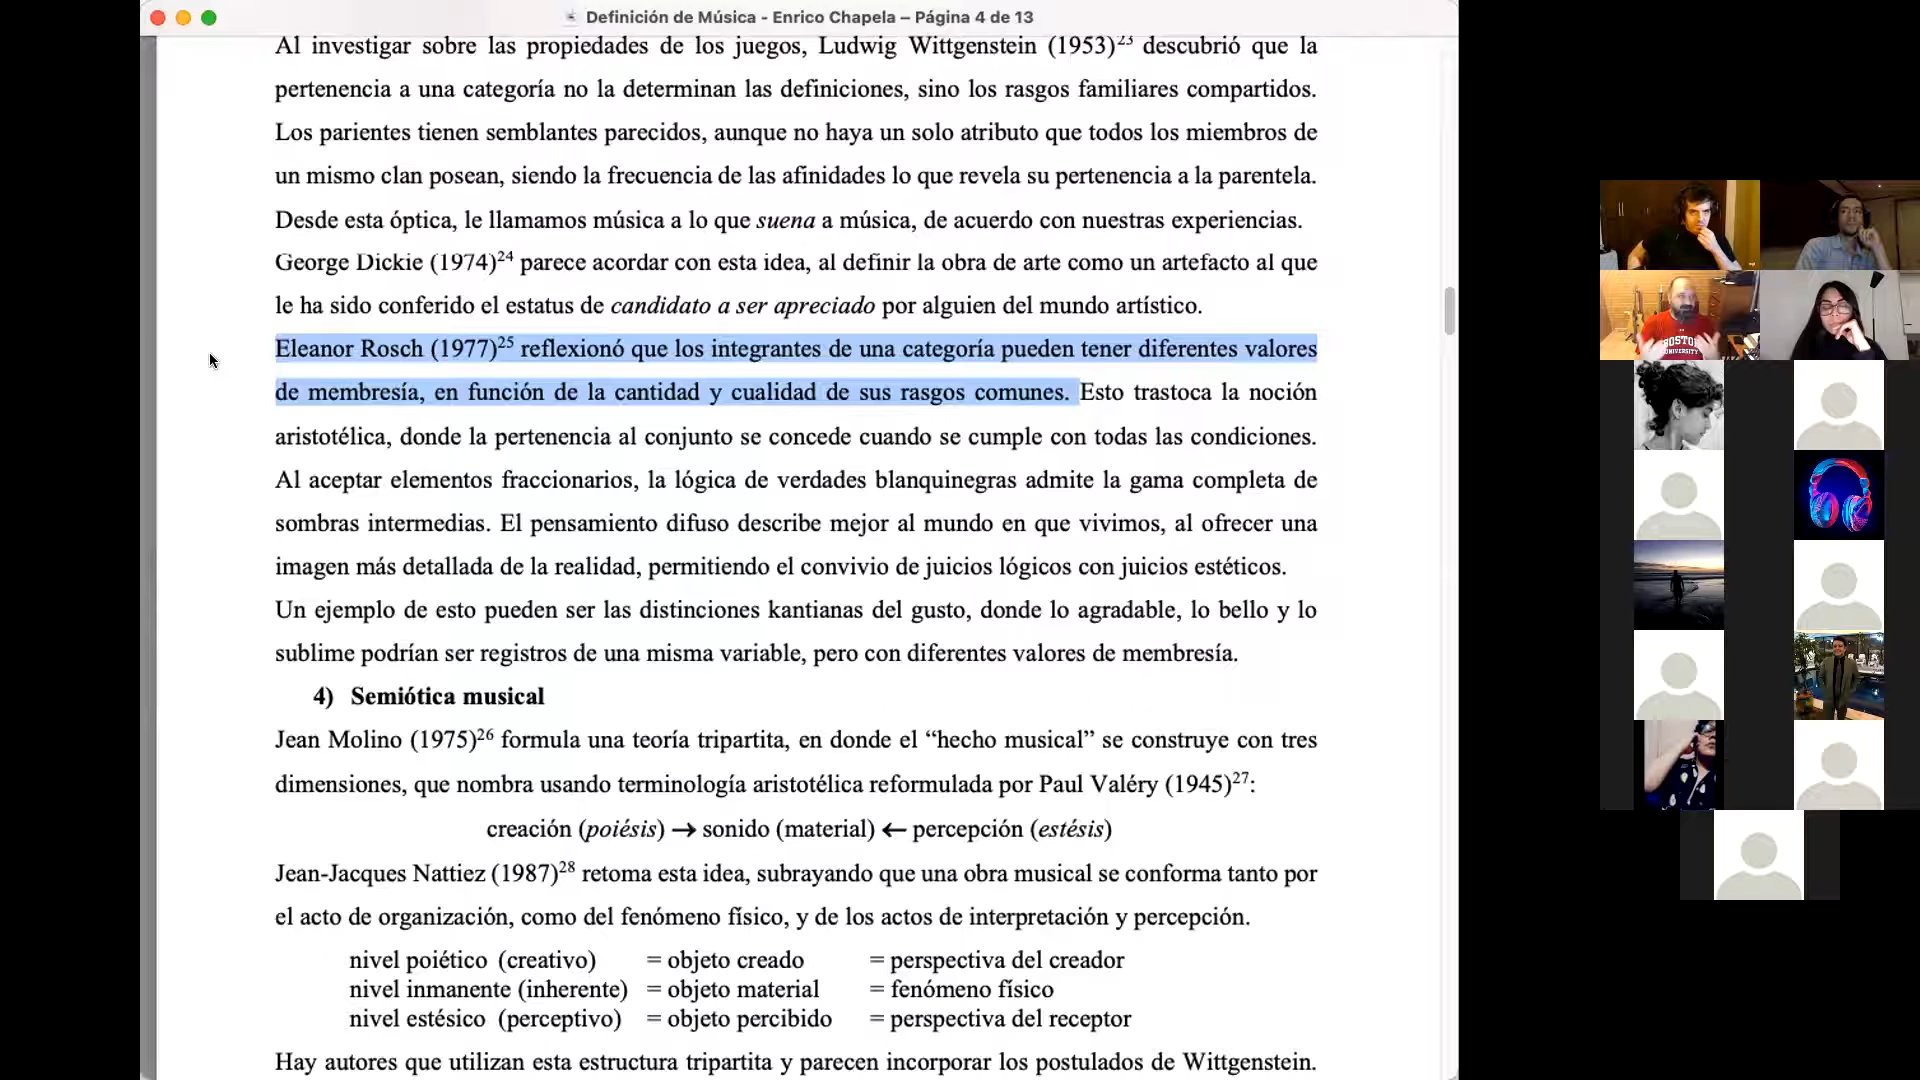 Definición de Música - Enrico Chapela – Página 4 de 13
Al investigar sobre las propiedades de los juegos, Ludwig Wittgenstein (1953)23 descubrió que la
pertenencia a una categoría no la determinan las definiciones, sino los rasgos familiares compartidos.
Los parientes tienen semblantes parecidos, aunque no haya un solo atributo que todos los miembros de
un mismo clan posean, siendo la frecuencia de las afinidades lo que revela su pertenencia a la parentela.
Desde esta óptica, le llamamos música a lo que suena a música, de acuerdo con nuestras experiencias.
George Dickie (1974)24 parece acordar con esta idea, al definir la obra de arte como un artefacto al que
le ha sido conferido el estatus de candidato a ser apreciado por alguien del mundo artístico.
Eleanor Rosch (1977)25 reflexionó que los integrantes de una categoría pueden tener diferentes valores
de membresía, en función de la cantidad y cualidad de sus rasgos comunes. Esto trastoca la noción
aristotélica, donde la pertenencia al conjunto se concede cuando se cumple con todas las condiciones.
Al aceptar elementos fraccionarios, la lógica de verdades blanquinegras admite la gama completa de
sombras intermedias. El pensamiento difuso describe mejor al mundo en que vivimos, al ofrecer una
imagen más detallada de la realidad, permitiendo el convivio de juicios lógicos con juicios estéticos.
Un ejemplo de esto pueden ser las distinciones kantianas del gusto, donde lo agradable, lo bello y lo
sublime podrían ser registros de una misma variable, pero con diferentes valores de membresía.
4) Semiótica musical
Jean Molino (1975)26 formula una teoría tripartita, en donde el “hecho musical” se construye con tres
dimensiones, que nombra usando terminología aristotélica reformulada por Paul Valéry (1945)27:
creación (poiésis) → sonido (material) ← percepción (estésis)
Jean-Jacques Nattiez (1987)28 retoma esta idea, subrayando que una obra musical se conforma tanto por
el acto de organización, como del fenómeno físico, y de los actos de interpretación y percepción.
nivel poiético (creativo) = objeto creado = perspectiva del creador
nivel inmanente (inherente) = objeto material = fenómeno físico
nivel estésico (perceptivo) = objeto percibido = perspectiva del receptor
Hay autores que utilizan esta estructura tripartita y parecen incorporar los postulados de Wittgenstein.
BOSTON
UNIVERSITY